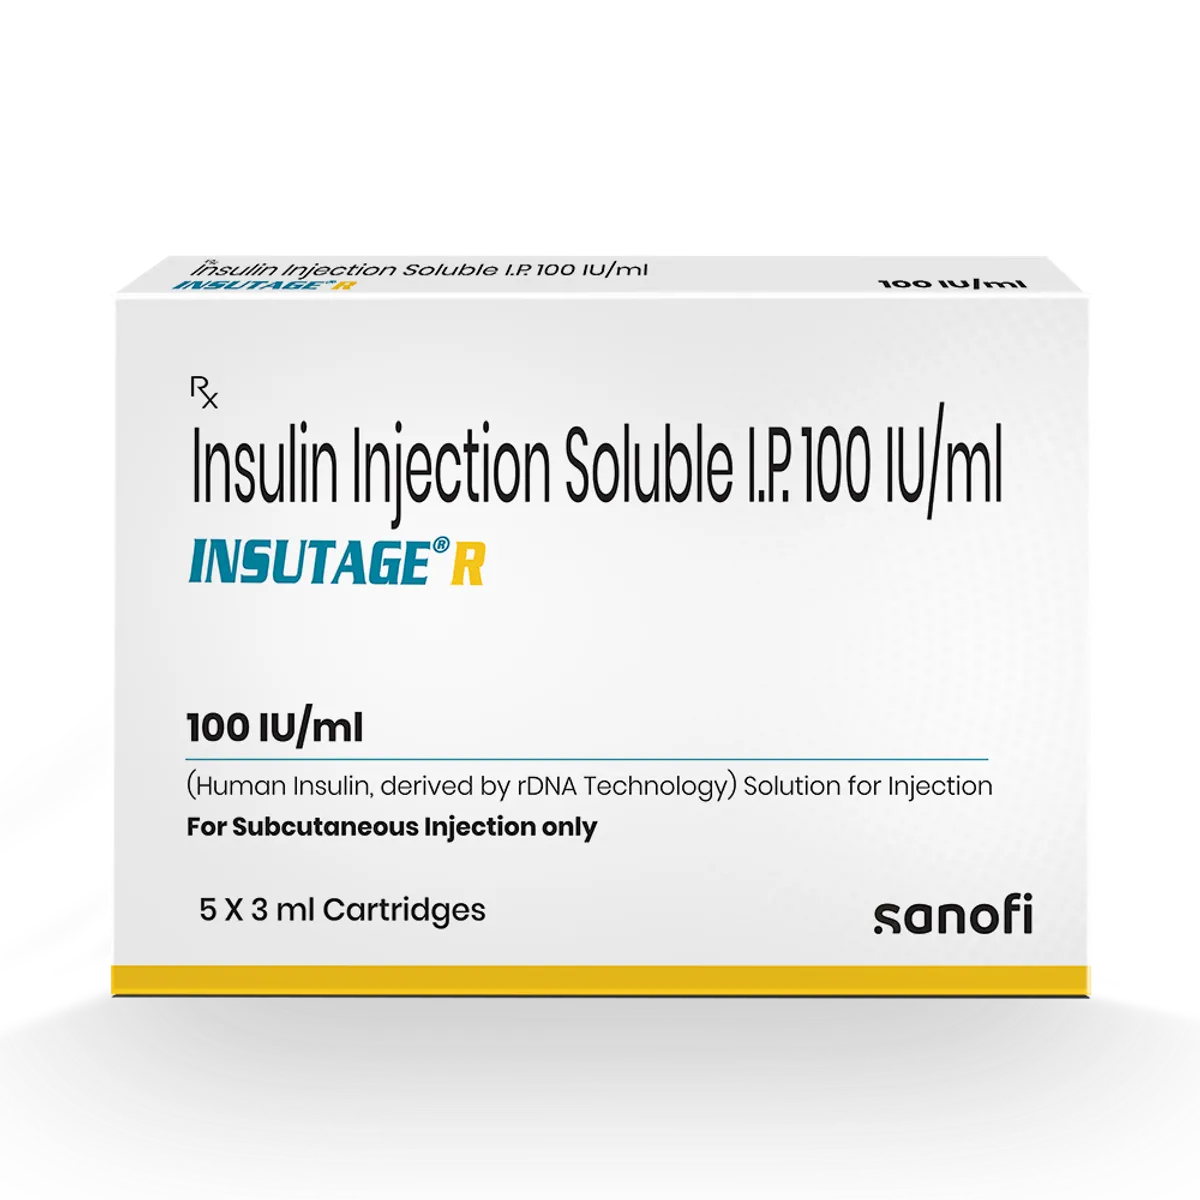 Rx
Insulin Injection Soluble I.P. 100 IU/ml
INSUTAGE® R
100 IU/ml
Rx
Insulin Injection Soluble I.P. 100 IU/ml
INSUTAGE® R
100 IU/ml
(Human Insulin, derived by rDNA Technology) Solution for Injection
For Subcutaneous Injection only
5 X 3 ml Cartridges
sanofi